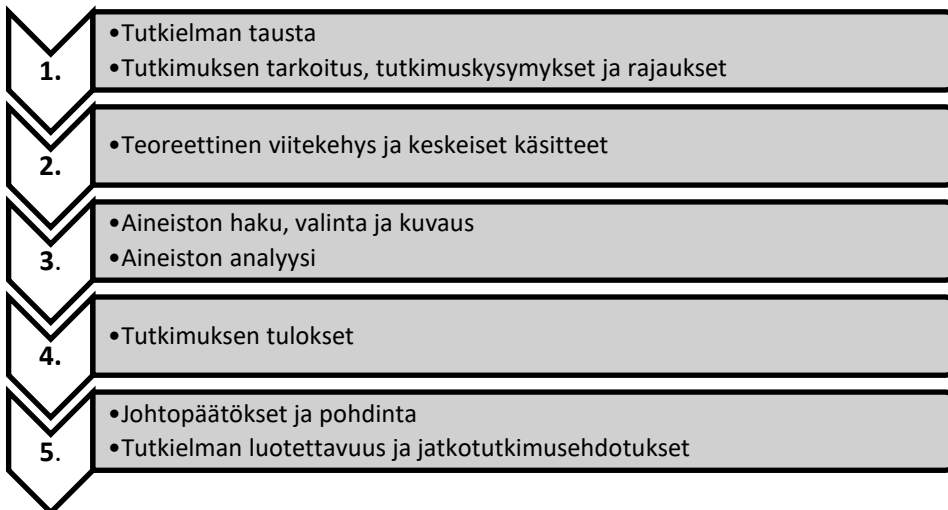 1.
•Tutkielman tausta
•Tutkimuksen tarkoitus, tutkimuskysymykset ja rajaukset
2.
•Teoreettinen viitekehys ja keskeiset käsitteet
3.
•Aineiston haku, valinta ja kuvaus
•Aineiston analyysi
4.
•Tutkimuksen tulokset
5.
•Johtopäätökset ja pohdinta
•Tutkielman luotettavuus ja jatkotutkimusehdotukset